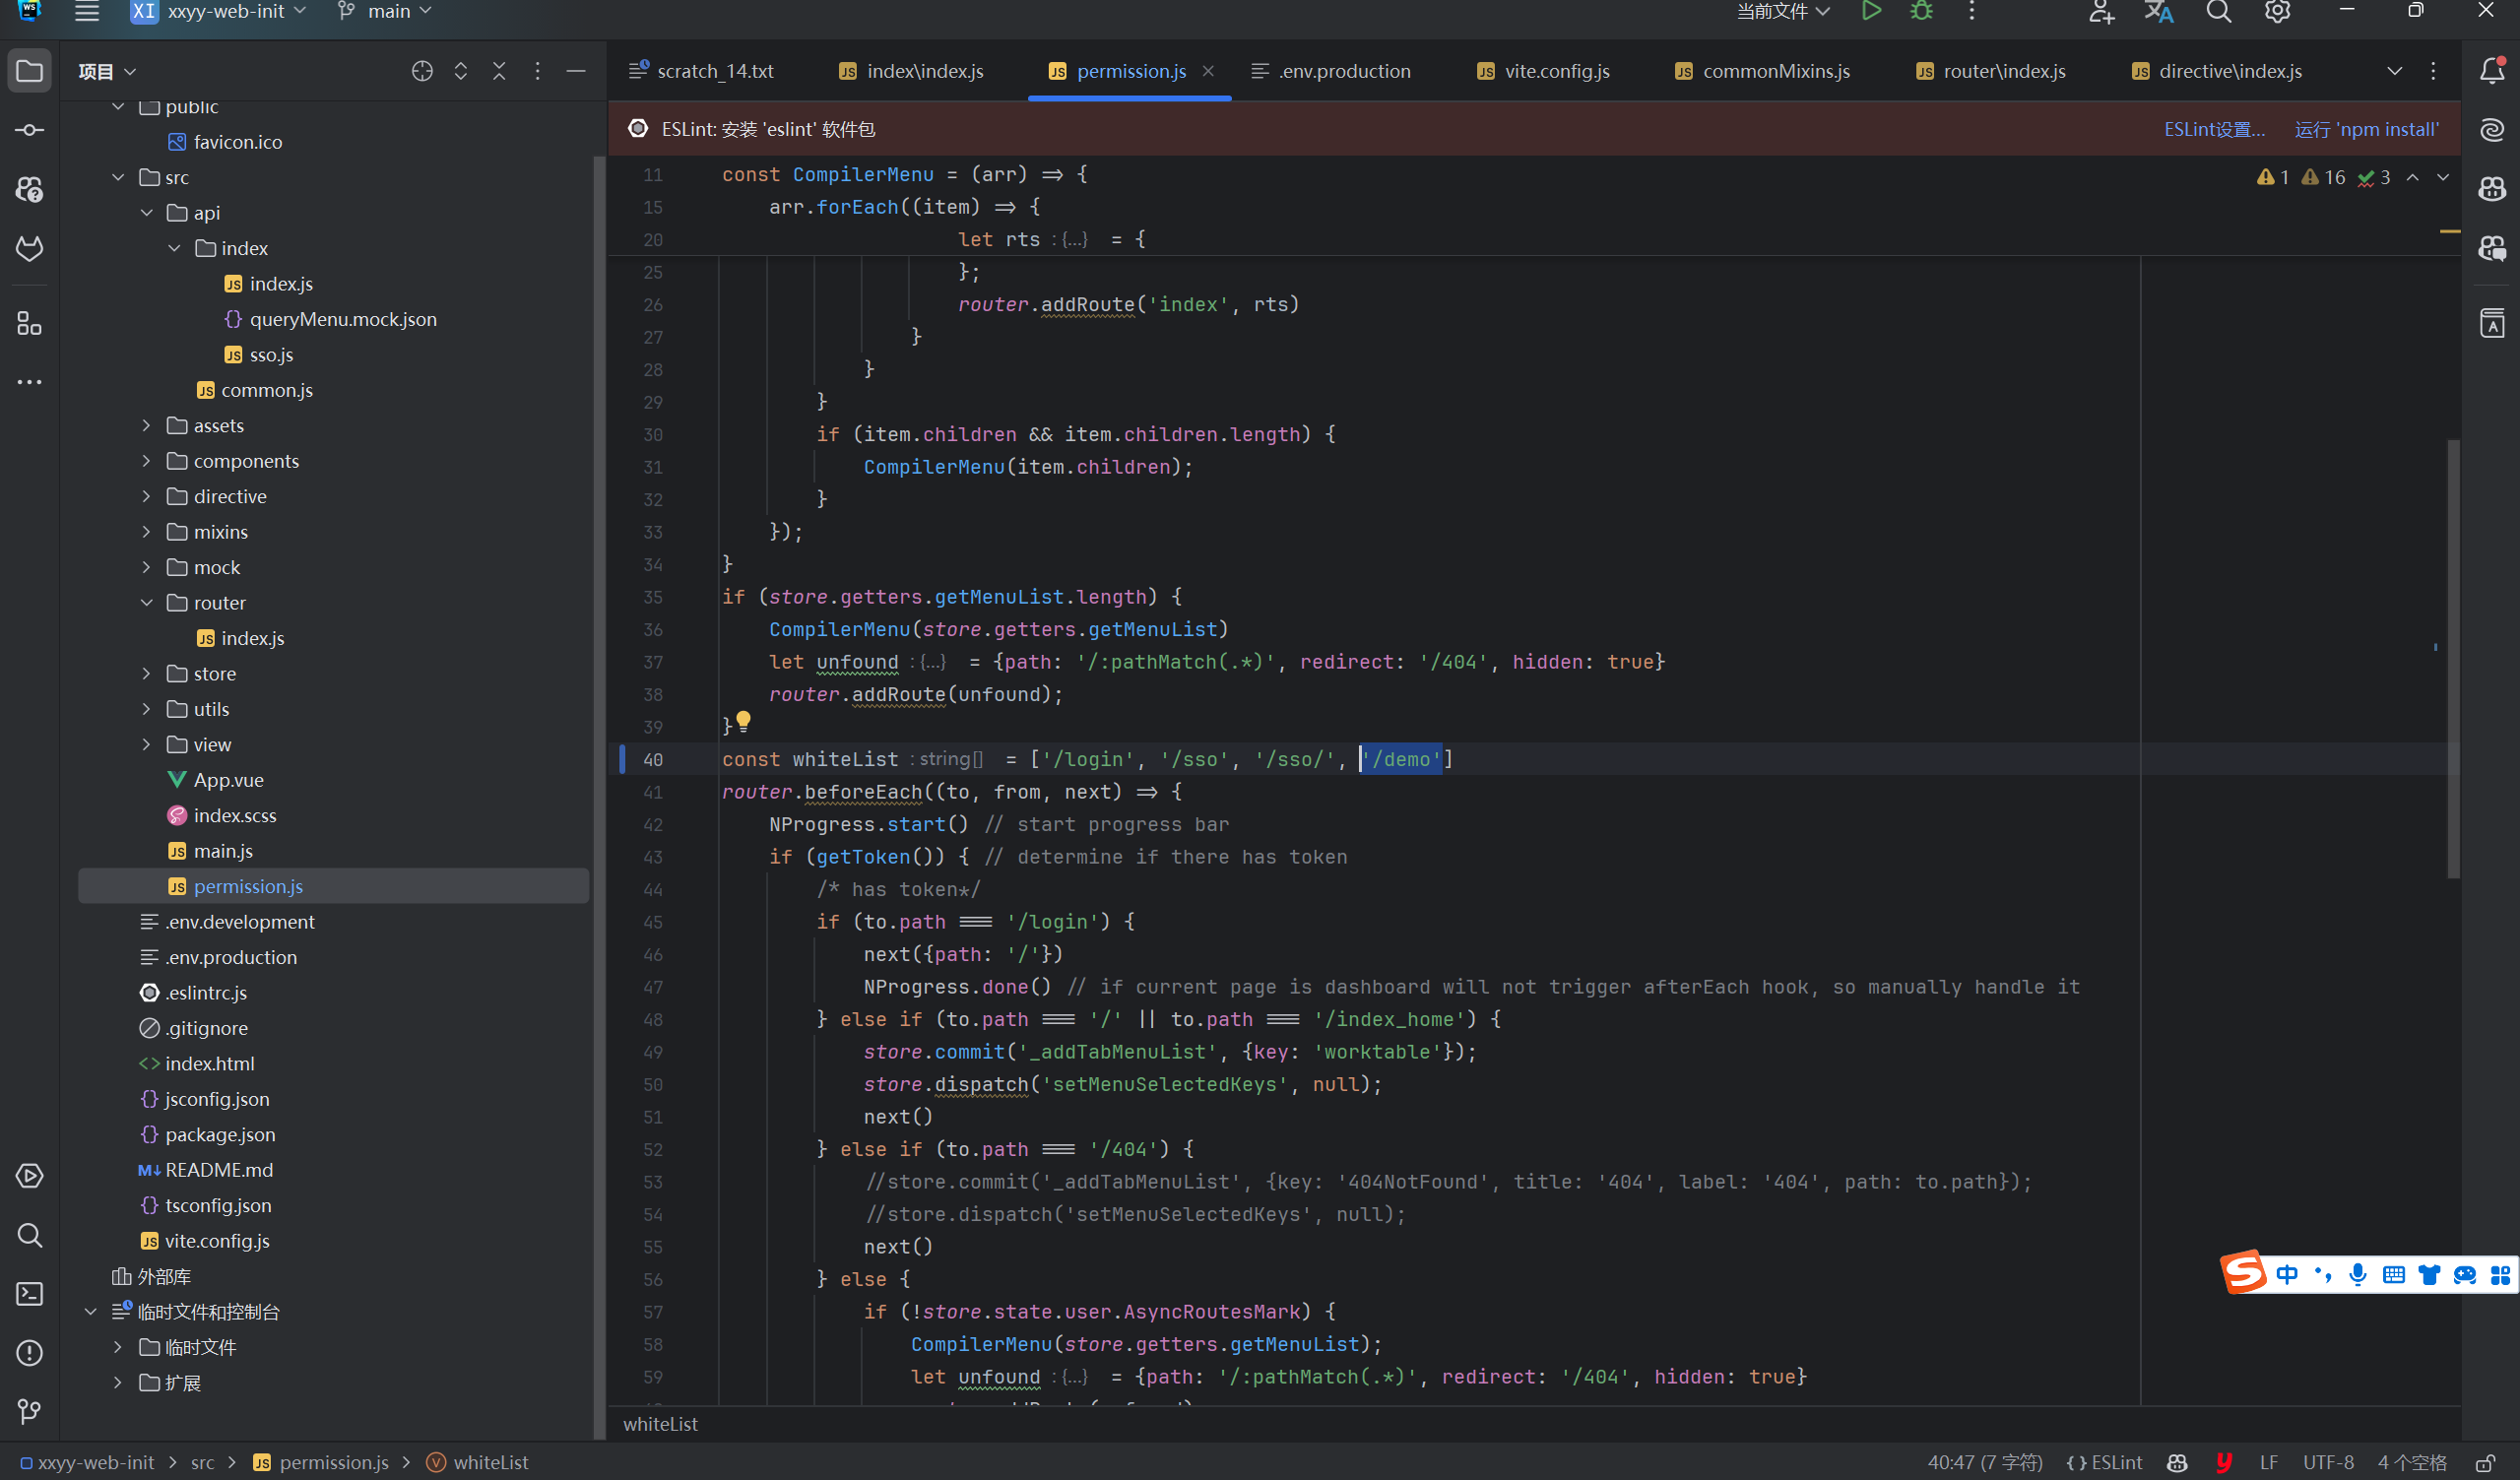 XI xxyy-web-init main 当前文件
项目
scratch_14.txt index\index.js permission.js .env.production vite.config.js commonMixins.js router\index.js directive\index.js
ESLint: 安装 'eslint' 软件包 ESLint设置... 运行 'npm install'
public
favicon.ico
src
api
index
index.js
queryMenu.mock.json
sso.js
common.js
assets
components
directive
mixins
mock
router
index.js
store
utils
view
App.vue
index.scss
main.js
permission.js
.env.development
.env.production
.eslintrc.js
.gitignore
index.html
jsconfig.json
package.json
README.md
tsconfig.json
vite.config.js
外部库
临时文件和控制台
临时文件
扩展
1 16 3
11 const CompilerMenu = (arr) => {
15 arr.forEach((item) => {
20 let rts : {...} = {
25 };
26 router.addRoute('index', rts)
27 }
28 }
29 }
30 if (item.children && item.children.length) {
31 CompilerMenu(item.children);
32 }
33 });
34 }
35 if (store.getters.getMenuList.length) {
36 CompilerMenu(store.getters.getMenuList)
37 let unfound : {...} = {path: '/:pathMatch(.*)', redirect: '/404', hidden: true}
38 router.addRoute(unfound);
39 }
40 const whiteList : string[] = ['/login', '/sso', '/sso/', '/demo']
41 router.beforeEach((to, from, next) => {
42 NProgress.start() // start progress bar
43 if (getToken()) { // determine if there has token
44 /* has token*/
45 if (to.path === '/login') {
46 next({path: '/'})
47 NProgress.done() // if current page is dashboard will not trigger afterEach hook, so manually handle it
48 } else if (to.path === '/' || to.path === '/index_home') {
49 store.commit('_addTabMenuList', {key: 'worktable'});
50 store.dispatch('setMenuSelectedKeys', null);
51 next()
52 } else if (to.path === '/404') {
53 //store.commit('_addTabMenuList', {key: '404NotFound', title: '404', label: '404', path: to.path});
54 //store.dispatch('setMenuSelectedKeys', null);
55 next()
56 } else {
57 if (!store.state.user.AsyncRoutesMark) {
58 CompilerMenu(store.getters.getMenuList);
59 let unfound : {...} = {path: '/:pathMatch(.*)', redirect: '/404', hidden: true}
中
whiteList
xxyy-web-init > src > permission.js > whiteList 40:47 (7 字符) ESLint LF UTF-8 4 个空格